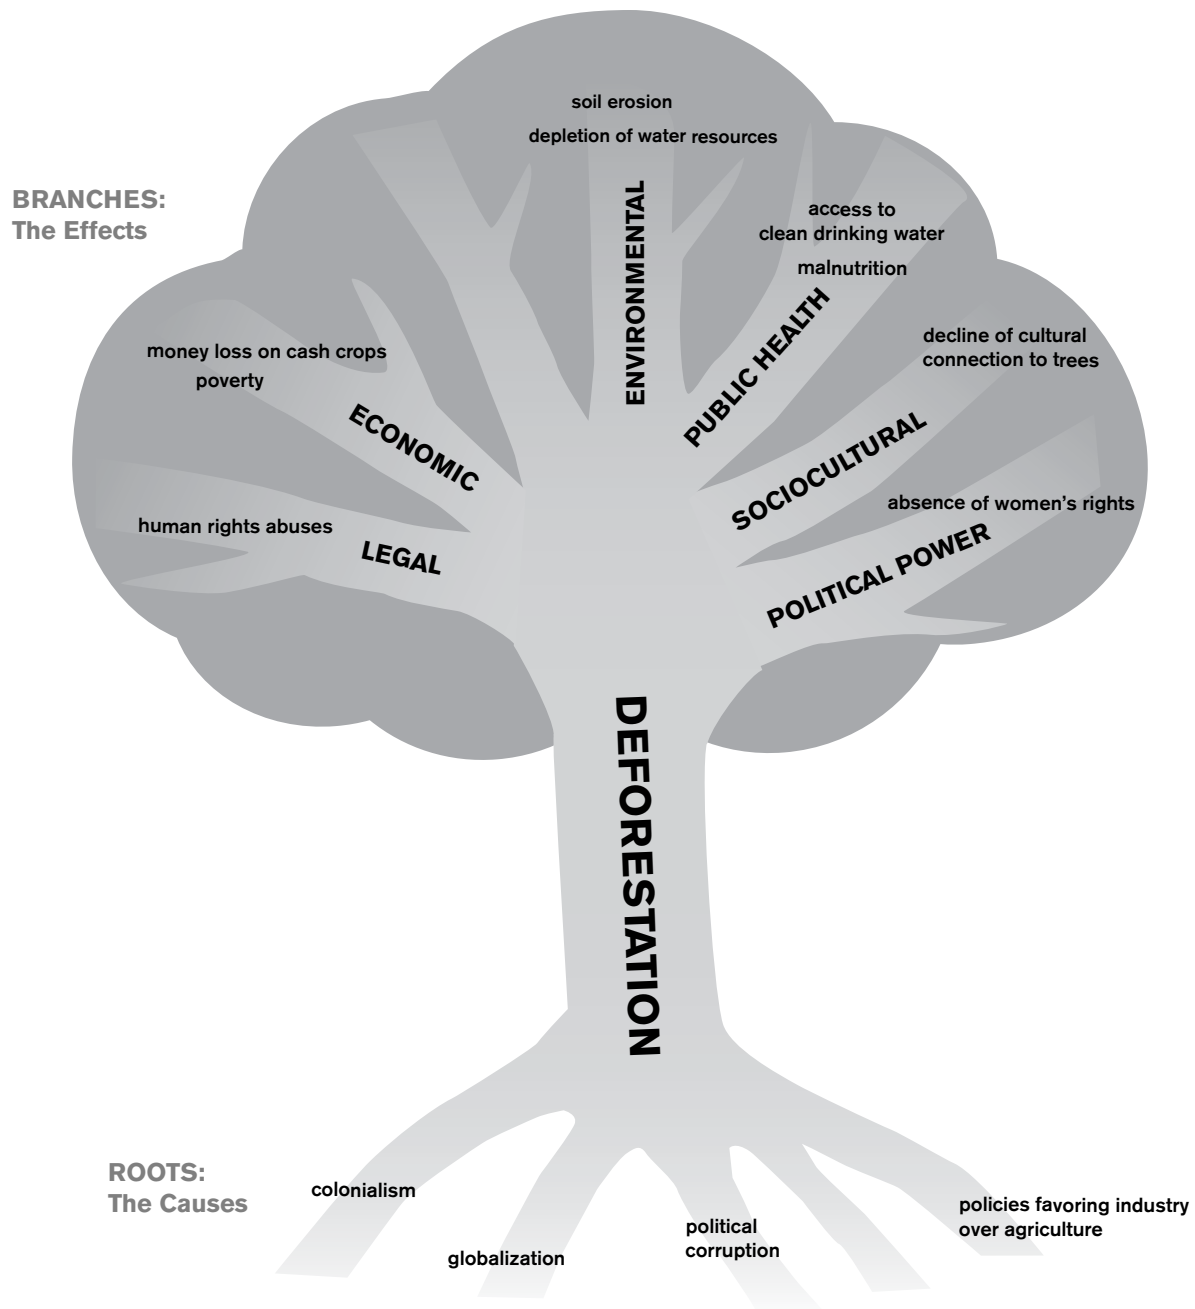 soil erosion
depletion of water resources
BRANCHES:
The Effects
ENVIRONMENTAL
access to
clean drinking water
malnutrition
PUBLIC HEALTH
decline of cultural
connection to trees
SOCIOCULTURAL
money loss on cash crops
poverty
ECONOMIC
absence of women's rights
POLITICAL POWER
human rights abuses
LEGAL
DEFORESTATION
ROOTS:
The Causes
colonialism
globalization
political
corruption
policies favoring industry
over agriculture